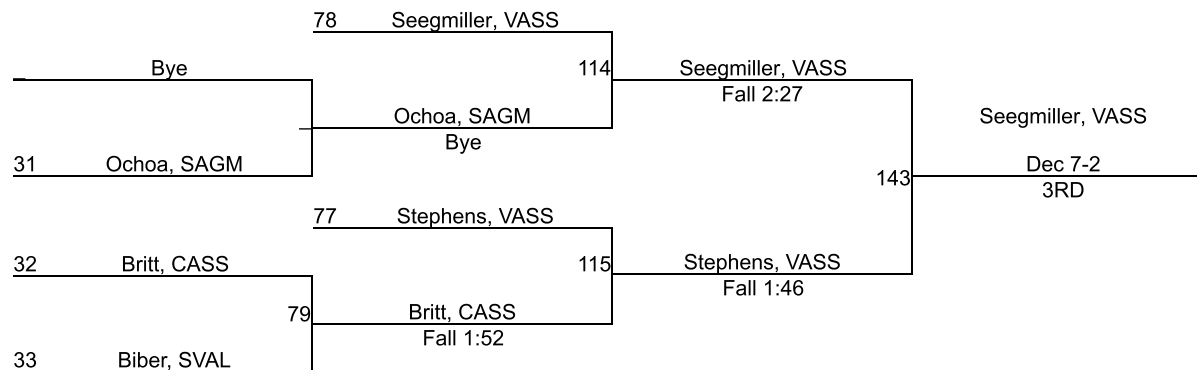 78 Seegmiller, VASS
Bye
114 Seegmiller, VASS
Fall 2:27
Ochoa, SAGM
Bye
Seegmiller, VASS
31 Ochoa, SAGM
143 Dec 7-2
3RD
77 Stephens, VASS
32 Britt, CASS
115 Stephens, VASS
Fall 1:46
79 Britt, CASS
Fall 1:52
33 Biber, SVAL